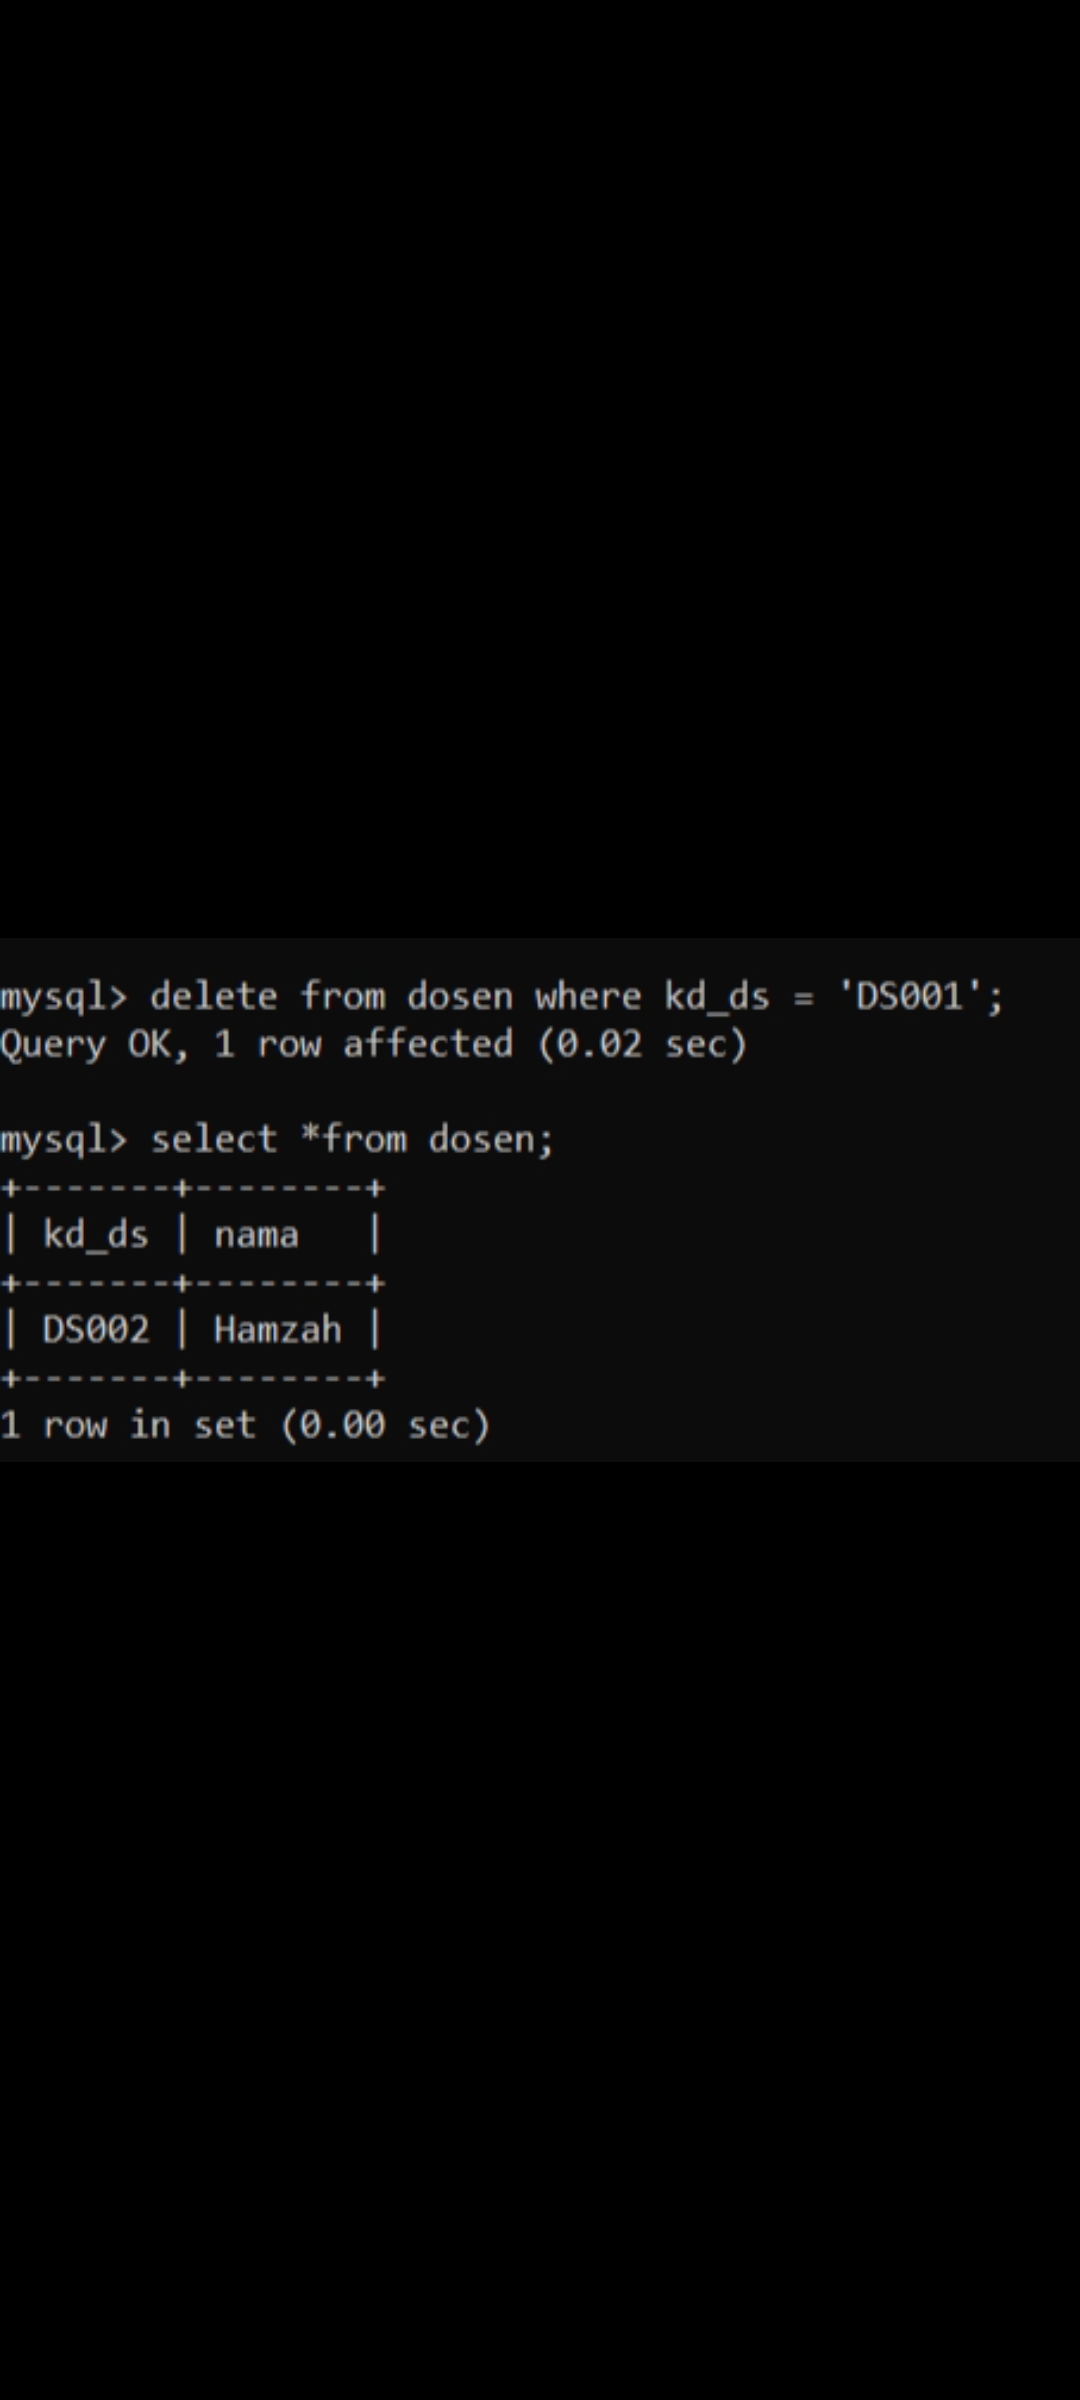 mysql> delete from dosen where kd_ds = 'DS001';
Query OK, 1 row affected (0.02 sec)
mysql> select *from dosen;
+-------+--------+
| kd_ds | nama   |
+-------+--------+
| DS002 | Hamzah |
+-------+--------+
1 row in set (0.00 sec)